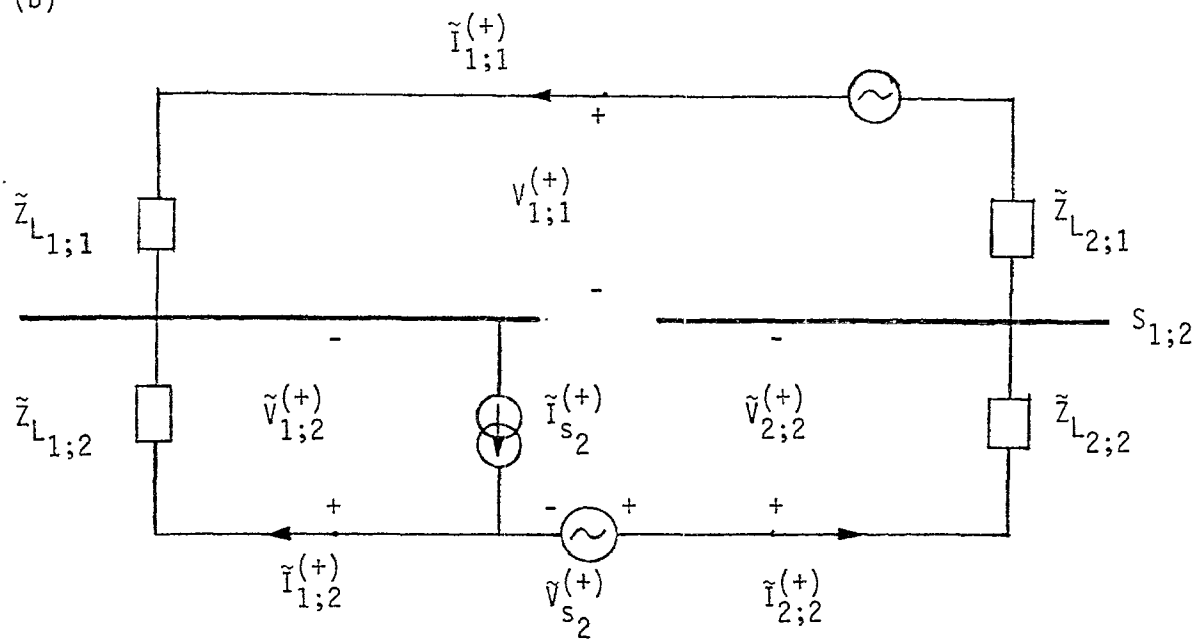 (b)
Ĩ(+)1;1
+
V(+)1;1
Z̃L1;1
Z̃L2;1
-
S1;2
-
-
Z̃L1;2
Ṽ(+)1;2
Ĩ(+)s2
Ṽ(+)2;2
Z̃L2;2
+
-
+
+
Ĩ(+)1;2
Ṽ(+)s2
Ĩ(+)2;2